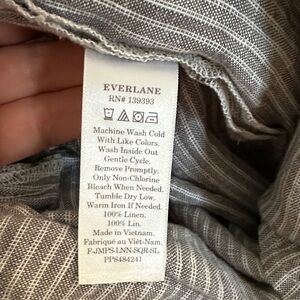 EVERLANE
RN# 139393
Machine Wash Cold
With Like Colors.
Wash Inside Out
Gentle Cycle.
Remove Promptly.
Only Non-Chlorine
Bleach When Needed.
Tumble Dry Low.
Warm Iron If Needed.
100% Linen.
100% Lin.
Made in Vietnam.
Fabriqué au Viêt-Nam.
F-JMPS-LNN-SQR-SL
PP8484241